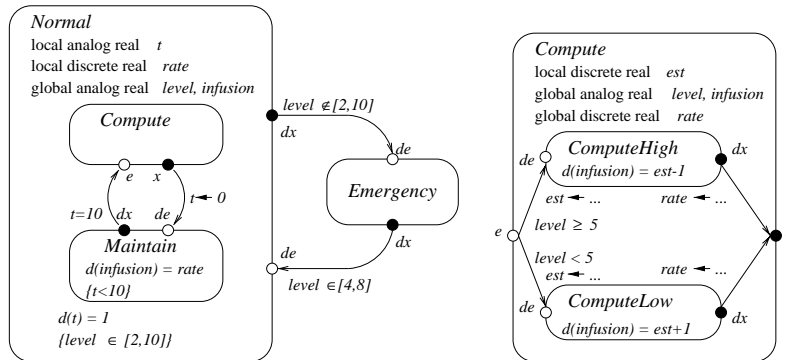 Normal
local analog real t
local discrete real rate
global analog real level, infusion
Compute
e x
t ← 0
t=10 dx de
Maintain
d(infusion) = rate
{t<10}
d(t) = 1
{level ∈ [2,10]}
level ∉[2,10]
dx
de
Emergency
dx
de
level ∈[4,8]
Compute
local discrete real est
global analog real level, infusion
global discrete real rate
ComputeHigh
de
dx
d(infusion) = est-1
est ← ...
rate ← ...
level ≥ 5
e
x
level < 5
est ← ...
rate ← ...
ComputeLow
de
dx
d(infusion) = est+1